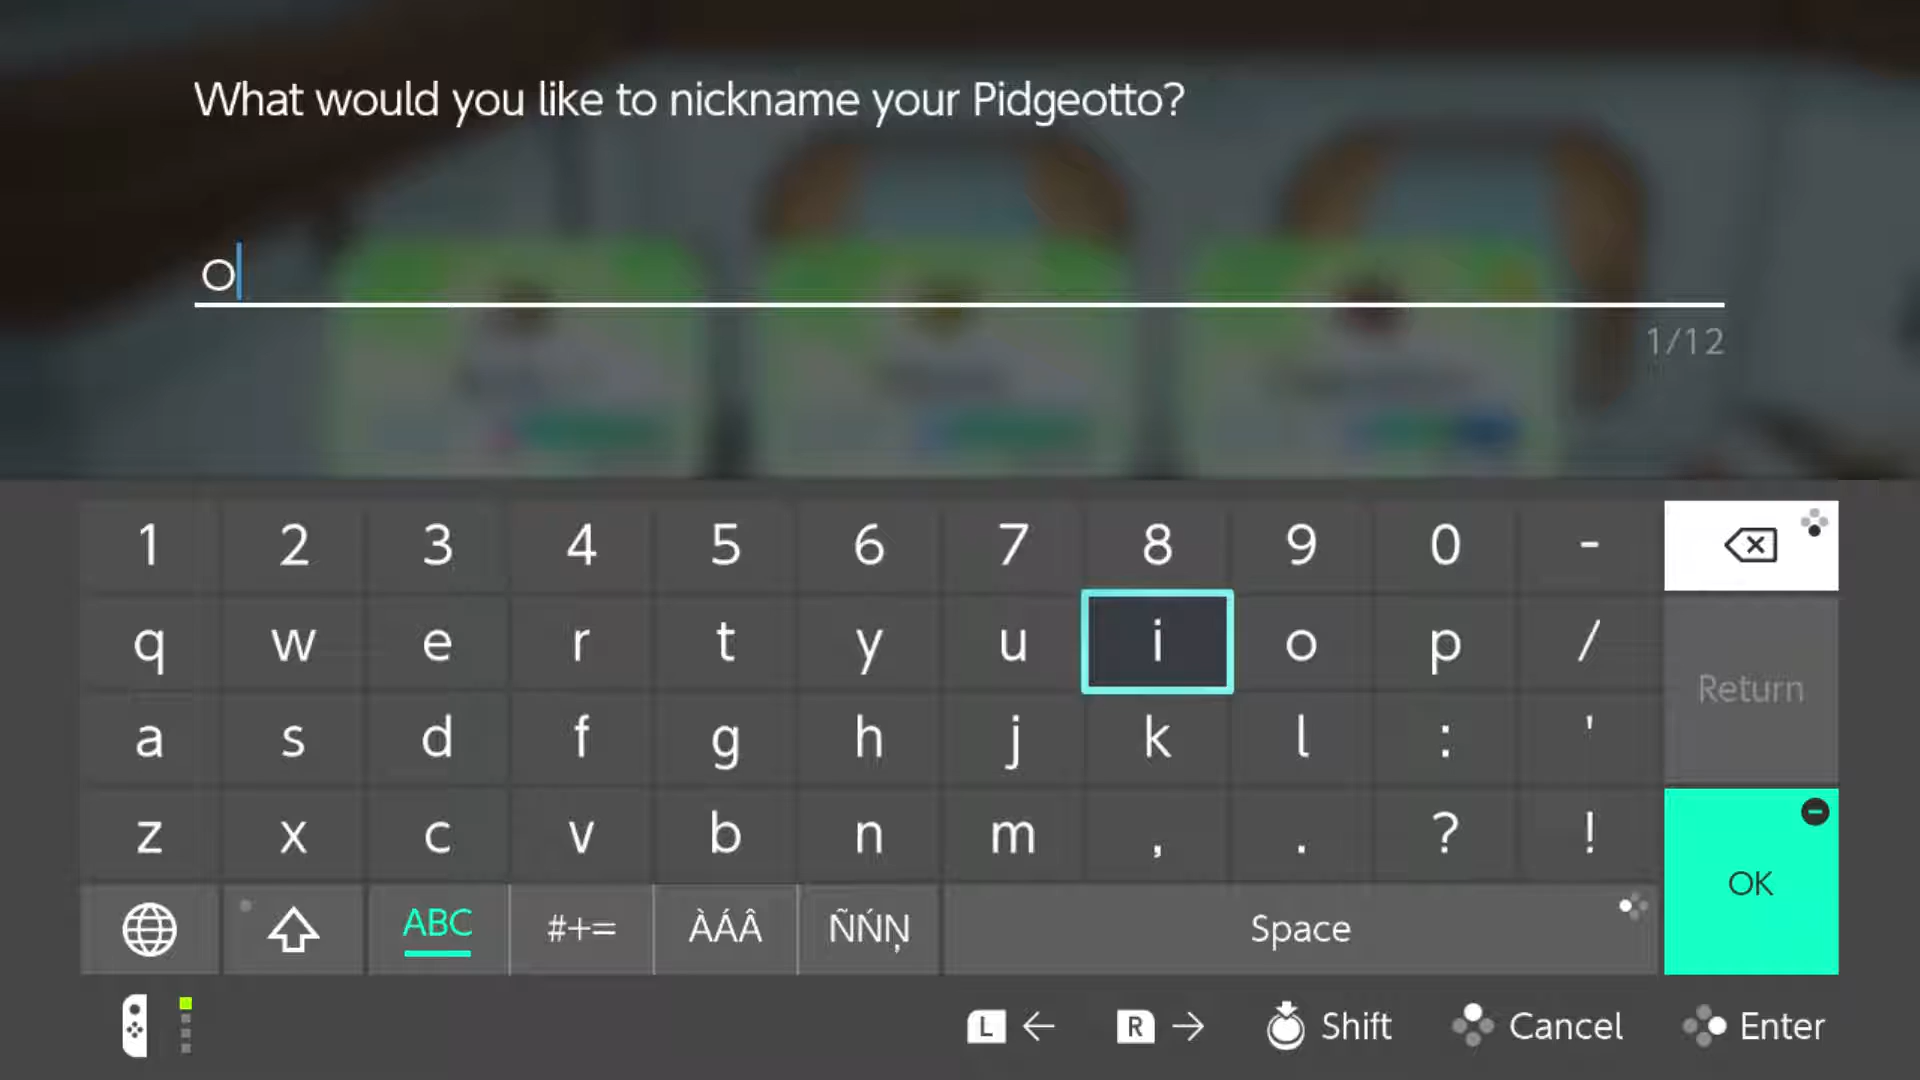 What would you like to nickname your Pidgeotto?
O
1/12
1 2 3 4 5 6 7 8 9 0 -
q w e r t y u i o p /
Return
a s d f g h j k l : '
z x c v b n m , . ? !
OK
ABC #+= ÀÁÂ ÑŃŅ Space
L ← R → Shift Cancel Enter